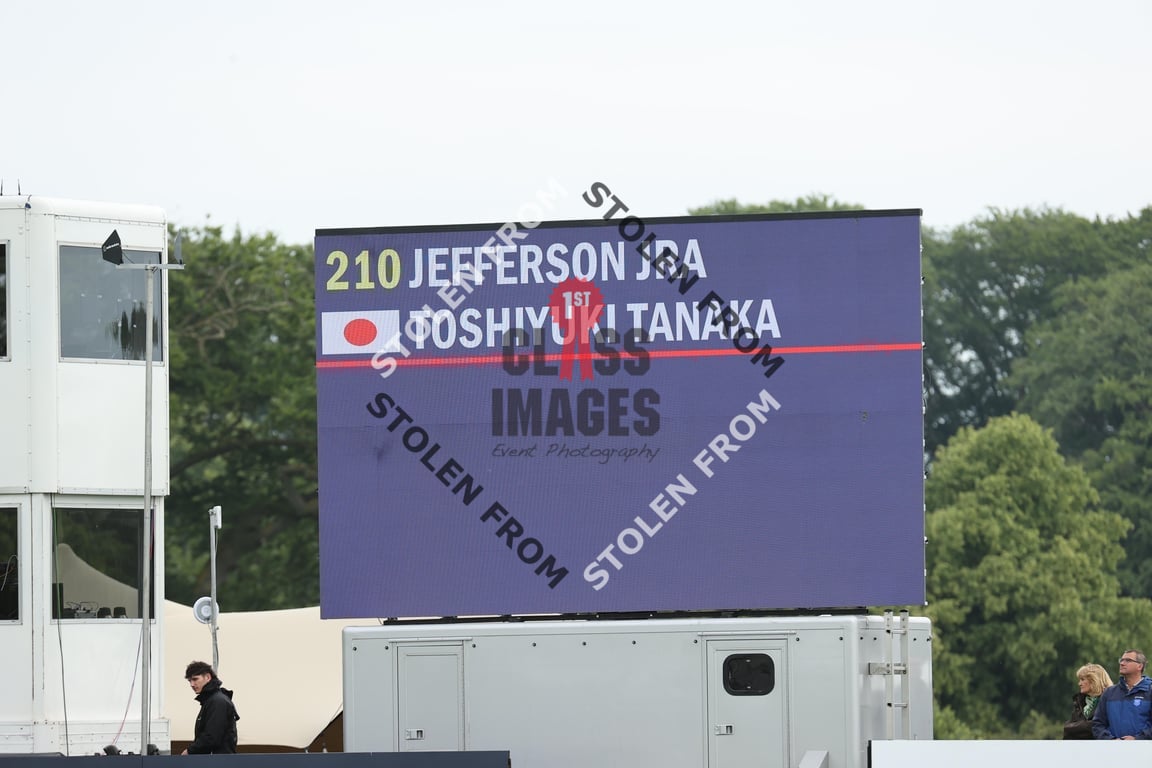 210 JEFFERSON JRA
TOSHIYUKI TANAKA
STOLEN FROM
STOLEN FROM
1ST
CLASS
IMAGES
Event Photography
STOLEN FROM
STOLEN FROM